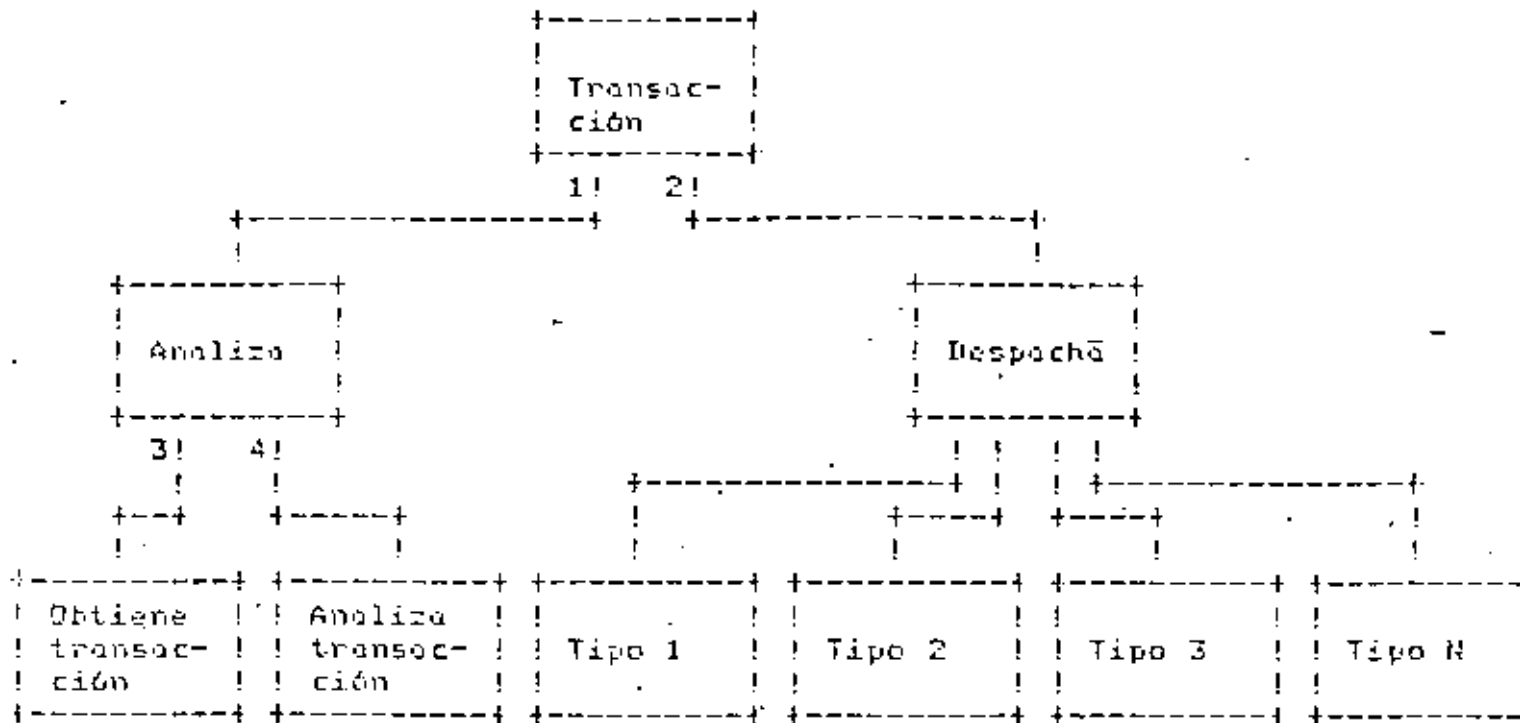 Transac-
ción
1! 2!
Analiza
Despacha
3! 4!
Obtiene
transac-
ción
Analiza
transac-
ción
Tipo 1
Tipo 2
Tipo 3
Tipo N